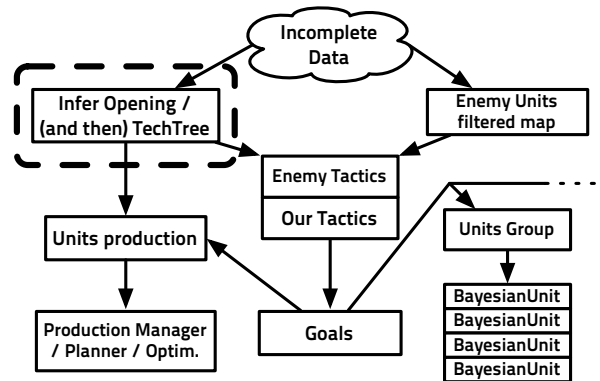 Incomplete
Data
Infer Opening /
(and then) TechTree
Enemy Units
filtered map
Enemy Tactics
Our Tactics
Units production
Units Group
Production Manager
/ Planner / Optim.
Goals
BayesianUnit
BayesianUnit
BayesianUnit
BayesianUnit